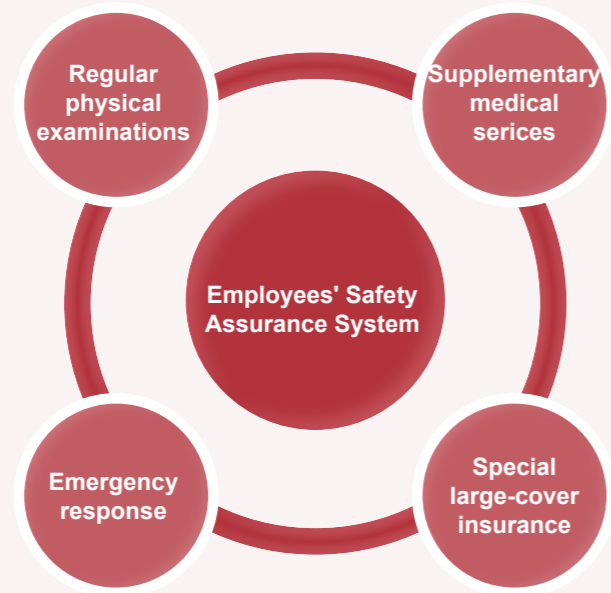 Regular
physical
examinations
Supplementary
medical
serices
Employees' Safety
Assurance System
Emergency
response
Special
large-cover
insurance